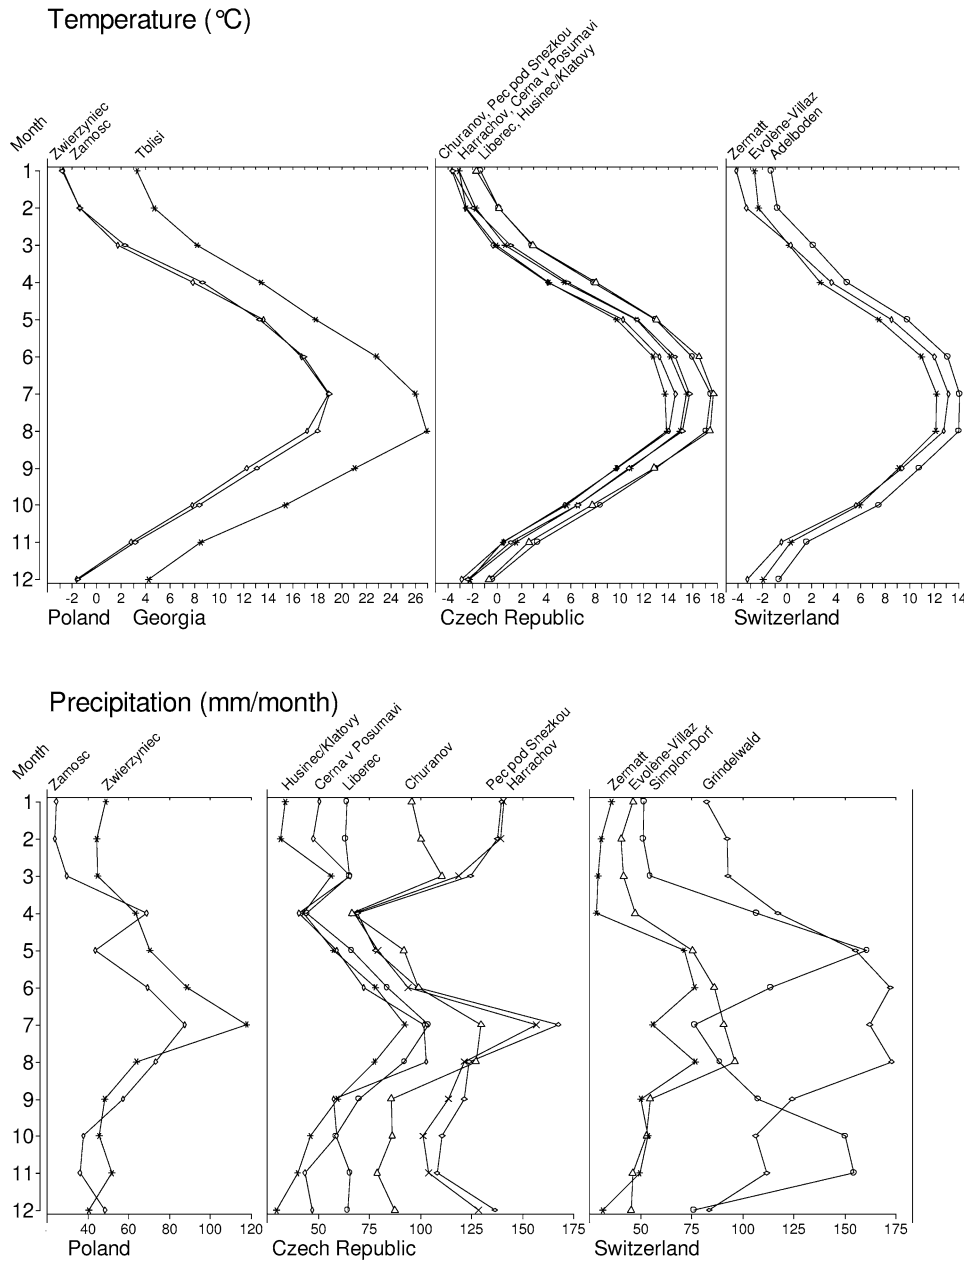 Temperature (°C)
Month
Zwierzyniec
Zamosc
Tblisi
Churanov, Pec pod Snezkou
Harrachov, Cerna v Posumavi
Liberec, Husinec/Klatovy
Zermatt
Evolène-Villaz
Adelboden
1
2
3
4
5
6
7
8
9
10
11
12
-2 0 2 4 6 8 10 12 14 16 18 20 22 24 26
-4 -2 0 2 4 6 8 10 12 14 16 18
-4 -2 0 2 4 6 8 10 12 14
Poland Georgia Czech Republic Switzerland
Precipitation (mm/month)
Month
Zamosc
Zwierzyniec
Husinec/Klatovy
Cerna v Posumavi
Liberec
Churanov
Pec pod Snezkou
Harrachov
Zermatt
Evolène-Villaz
Simplon-Dorf
Grindelwald
1
2
3
4
5
6
7
8
9
10
11
12
40 60 80 100 120
50 75 100 125 150 175
50 75 100 125 150 175
Poland Czech Republic Switzerland